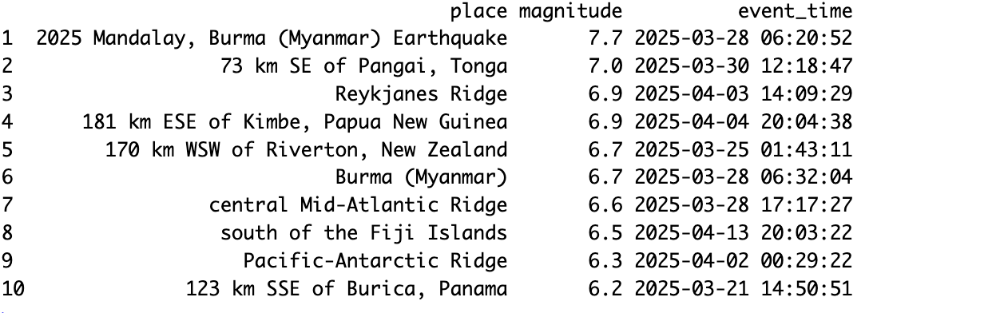 place magnitude event_time
1 2025 Mandalay, Burma (Myanmar) Earthquake 7.7 2025-03-28 06:20:52
2 73 km SE of Pangai, Tonga 7.0 2025-03-30 12:18:47
3 Reykjanes Ridge 6.9 2025-04-03 14:09:29
4 181 km ESE of Kimbe, Papua New Guinea 6.9 2025-04-04 20:04:38
5 170 km WSW of Riverton, New Zealand 6.7 2025-03-25 01:43:11
6 Burma (Myanmar) 6.7 2025-03-28 06:32:04
7 central Mid-Atlantic Ridge 6.6 2025-03-28 17:17:27
8 south of the Fiji Islands 6.5 2025-04-13 20:03:22
9 Pacific-Antarctic Ridge 6.3 2025-04-02 00:29:22
10 123 km SSE of Burica, Panama 6.2 2025-03-21 14:50:51